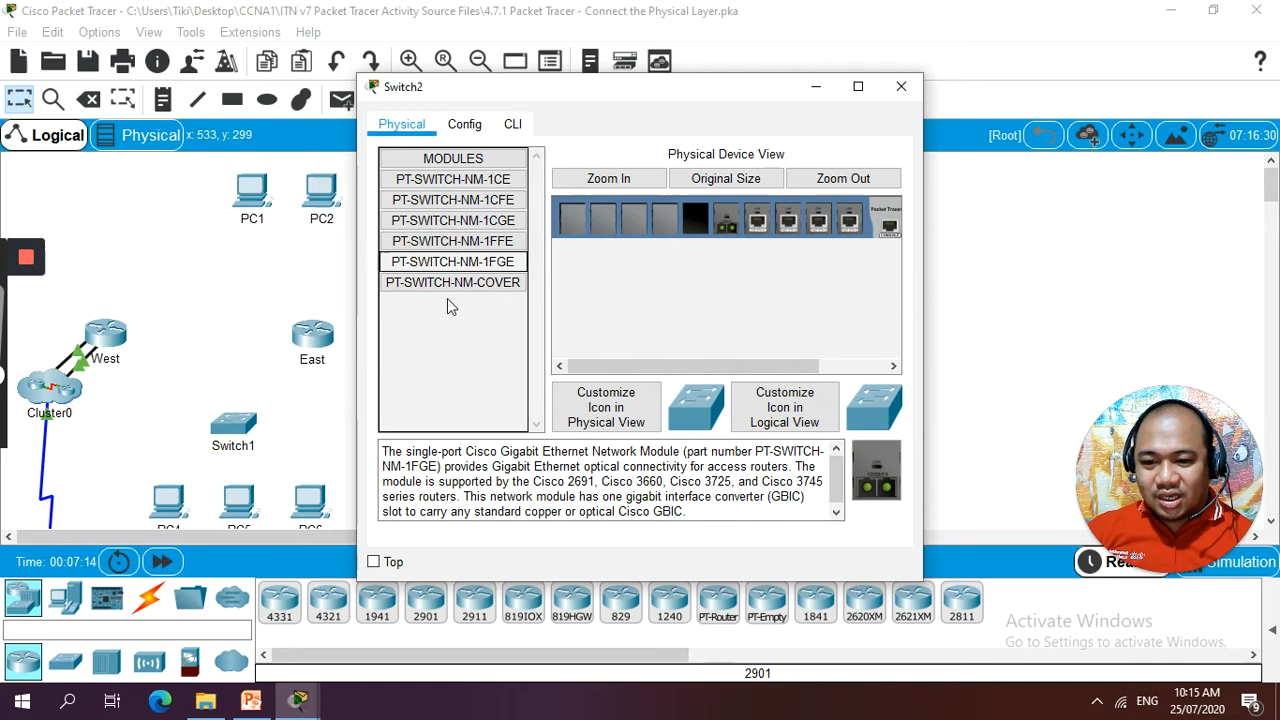 Cisco Packet Tracer - C:\Users\Tiki\Desktop\CCNA1\ITN v7 Packet Tracer Activity Source Files\4.7.1 Packet Tracer - Connect the Physical Layer.pka
File Edit Options View Tools Extensions Help
Switch2
Logical Physical x: 533, y: 299 [Root] 07:16:30
Physical Config CLI
MODULES
PT-SWITCH-NM-1CE
PT-SWITCH-NM-1CFE
PT-SWITCH-NM-1CGE
PT-SWITCH-NM-1FFE
PT-SWITCH-NM-1FGE
PT-SWITCH-NM-COVER
Physical Device View
Zoom In Original Size Zoom Out
Packet Tracer
CONSOLE
PC1 PC2
West East
Cluster0
Switch1
PC4 PC5 PC6
Customize
Icon in
Physical View
Customize
Icon in
Logical View
The single-port Cisco Gigabit Ethernet Network Module (part number PT-SWITCH-
NM-1FGE) provides Gigabit Ethernet optical connectivity for access routers. The
module is supported by the Cisco 2691, Cisco 3660, Cisco 3725, and Cisco 3745
series routers. This network module has one gigabit interface converter (GBIC)
slot to carry any standard copper or optical Cisco GBIC.
Top
Time: 00:07:14 Simulation
4331 4321 1941 2901 2911 819IOX 819HGW 829 1240 PT-Router PT-Empty 1841 2620XM 2621XM 2811
2901
Activate Windows
Go to Settings to activate Windows.
ENG
10:15 AM
25/07/2020
9